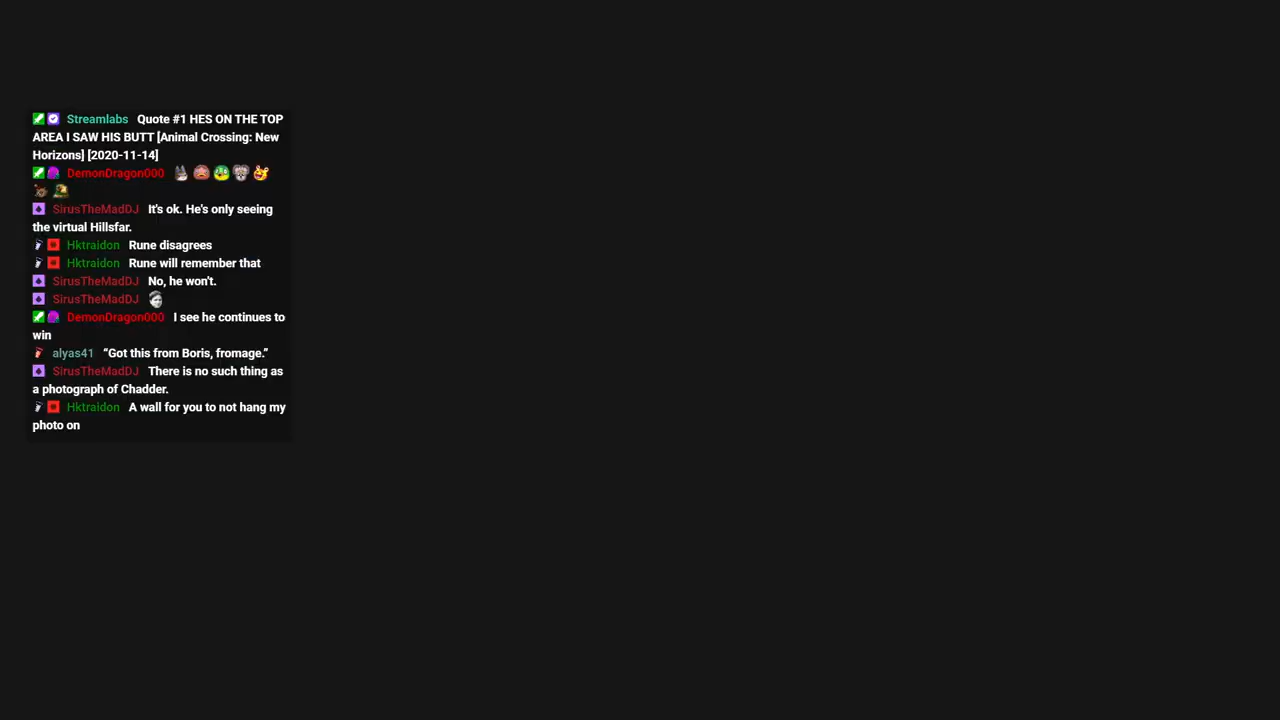 Streamlabs Quote #1 HES ON THE TOP
AREA I SAW HIS BUTT [Animal Crossing: New
Horizons] [2020-11-14]
DemonDragon000
SirusTheMadDJ It's ok. He's only seeing
the virtual Hillsfar.
Hktraidon Rune disagrees
Hktraidon Rune will remember that
SirusTheMadDJ No, he won't.
SirusTheMadDJ
DemonDragon000 I see he continues to
win
alyas41 “Got this from Boris, fromage.”
SirusTheMadDJ There is no such thing as
a photograph of Chadder.
Hktraidon A wall for you to not hang my
photo on